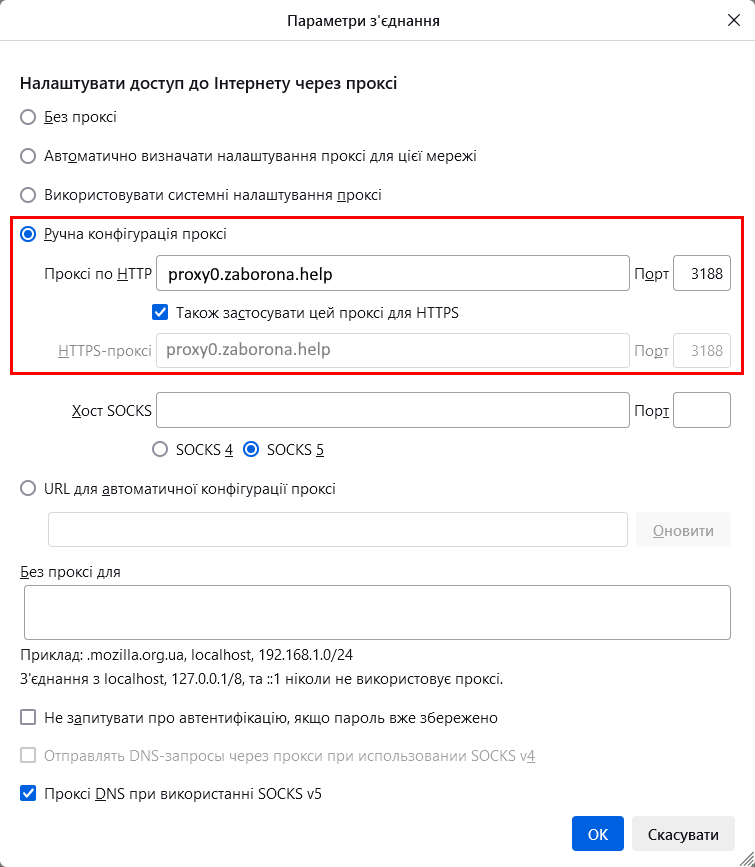 Параметри з'єднання
Налаштувати доступ до Інтернету через проксі
Без проксі
Автоматично визначати налаштування проксі для цієї мережі
Використовувати системні налаштування проксі
Ручна конфігурація проксі
Проксі по HTTP proxy0.zaborona.help Порт 3188
Також застосувати цей проксі для HTTPS
HTTPS-проксі proxy0.zaborona.help Порт 3188
Хост SOCKS Порт
SOCKS 4 SOCKS 5
URL для автоматичної конфігурації проксі
Оновити
Без проксі для
Приклад: .mozilla.org.ua, localhost, 192.168.1.0/24
З'єднання з localhost, 127.0.0.1/8, та ::1 ніколи не використовує проксі.
Не запитувати про автентифікацію, якщо пароль вже збережено
Отправлять DNS-запросы через прокси при использовании SOCKS v4
Проксі DNS при використанні SOCKS v5
OK Скасувати